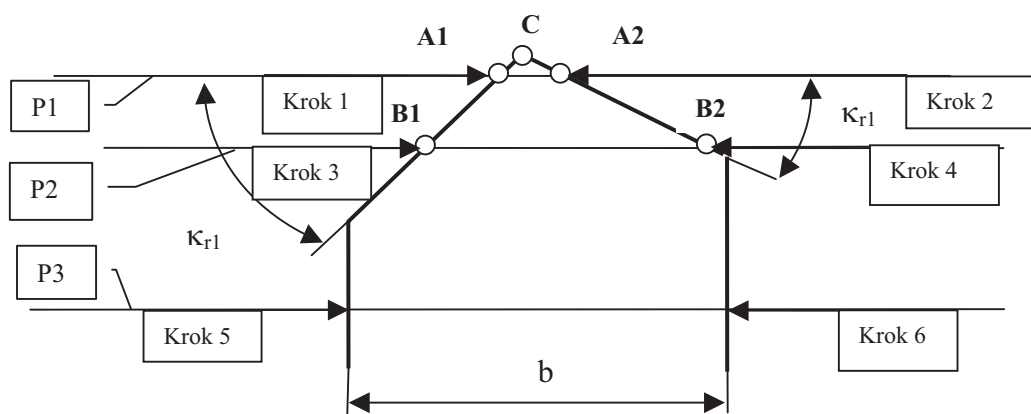 C
A1 A2
P1 Krok 1 Krok 2
B1 B2 κr1
P2 Krok 3 Krok 4
κr1
P3
Krok 5 Krok 6
b